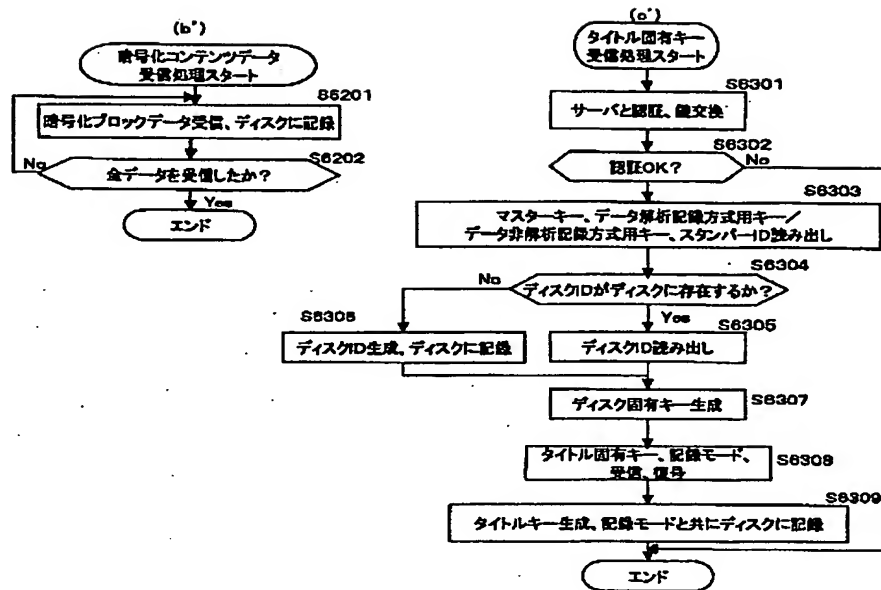 (b')
暗号化コンテンツデータ
受信処理スタート
S6201
暗号化ブロックデータ受信、ディスクに記録
S6202
No
全データを受信したか？
Yes
エンド
(c')
タイトル固有キー
受信処理スタート
S6301
サーバと認証、鍵交換
S6302
No
認証OK？
S6303
マスターキー、データ解析記録方式用キー／
データ非解析記録方式用キー、スタンパーID読み出し
S6304
No
ディスクIDがディスクに存在するか？
S6306
Yes
S6305
ディスクID生成、ディスクに記録
ディスクID読み出し
ディスク固有キー生成
S6307
タイトル固有キー、記録モード、
受信、復号
S6308
S6309
タイトルキー生成、記録モードと共にディスクに記録
エンド